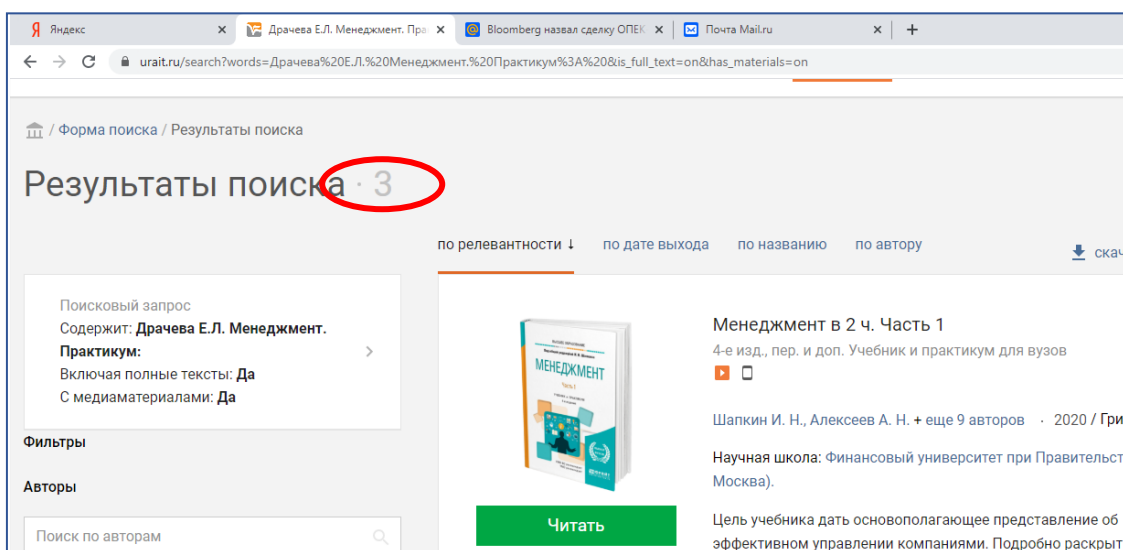 Яндекс
Драчева Е.Л. Менеджмент. Пра
Bloomberg назвал сделку ОПЕК
Почта Mail.ru
urait.ru/search?words=Драчева%20Е.Л.%20Менеджмент.%20Практикум%3A%20&is_full_text=on&has_materials=on
/ Форма поиска / Результаты поиска
Результаты поиска · 3
по релевантности ↓ по дате выхода по названию по автору
скач
Поисковый запрос
Содержит: Драчева Е.Л. Менеджмент.
Практикум:
Включая полные тексты: Да
С медиаматериалами: Да
Фильтры
Авторы
Поиск по авторам
МЕНЕДЖМЕНТ
Часть 1
Читать
Менеджмент в 2 ч. Часть 1
4-е изд., пер. и доп. Учебник и практикум для вузов
Шапкин И. Н., Алексеев А. Н. + еще 9 авторов · 2020 / Гри
Научная школа: Финансовый университет при Правительст
Москва).
Цель учебника дать основополагающее представление об
эффективном управлении компаниями. Подробно раскрыт